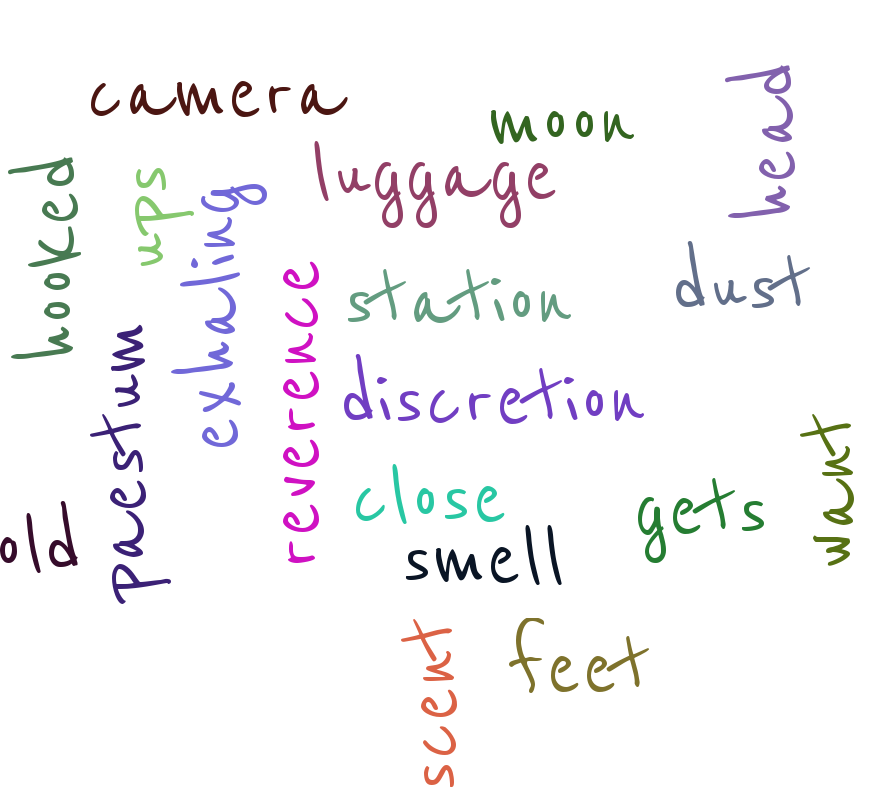 camera
moon
head
luggage
hooked
ups
exhaling
reverence
station
dust
paestum
discretion
want
close
gets
old
smell
scent
feet